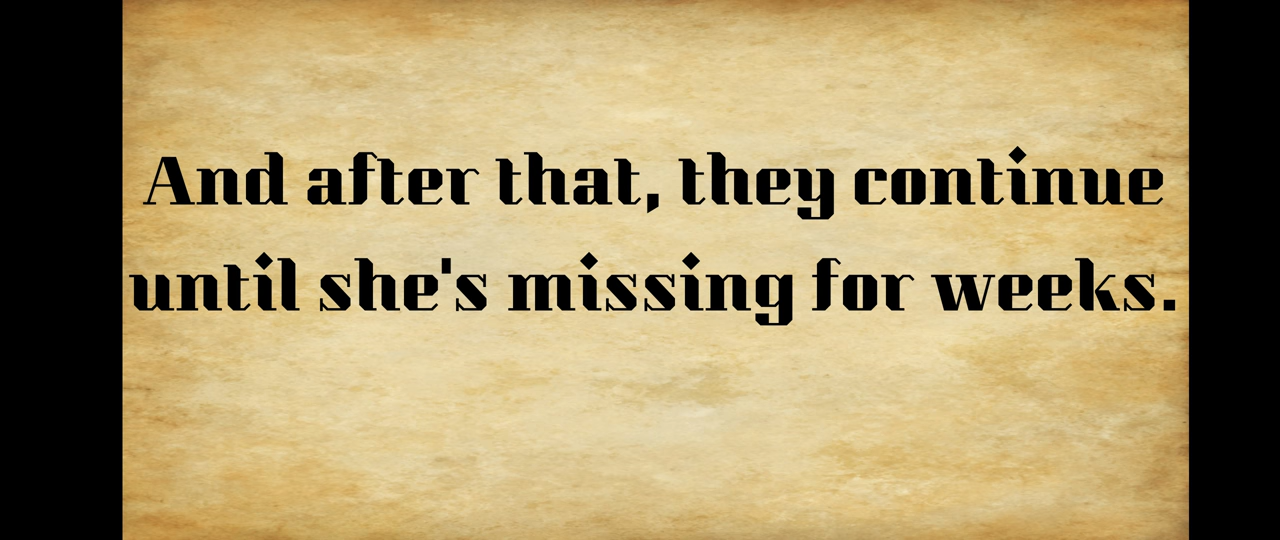 And after that, they continue
until she's missing for weeks.